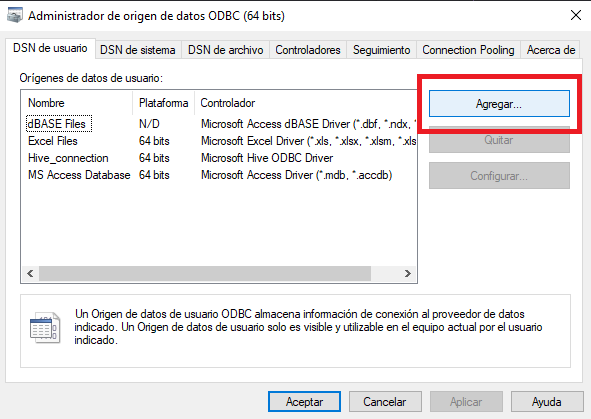 Administrador de origen de datos ODBC (64 bits)
DSN de usuario DSN de sistema DSN de archivo Controladores Seguimiento Connection Pooling Acerca de
Orígenes de datos de usuario:
Nombre Plataforma Controlador
dBASE Files N/D Microsoft Access dBASE Driver (*.dbf, *.ndx, *
Excel Files 64 bits Microsoft Excel Driver (*.xls, *.xlsx, *.xlsm, *.xls
Hive_connection 64 bits Microsoft Hive ODBC Driver
MS Access Database 64 bits Microsoft Access Driver (*.mdb, *.accdb)
Agregar...
Quitar
Configurar...
Un Origen de datos de usuario ODBC almacena información de conexión al proveedor de datos
indicado. Un Origen de datos de usuario solo es visible y utilizable en el equipo actual por el usuario
indicado.
Aceptar Cancelar Aplicar Ayuda